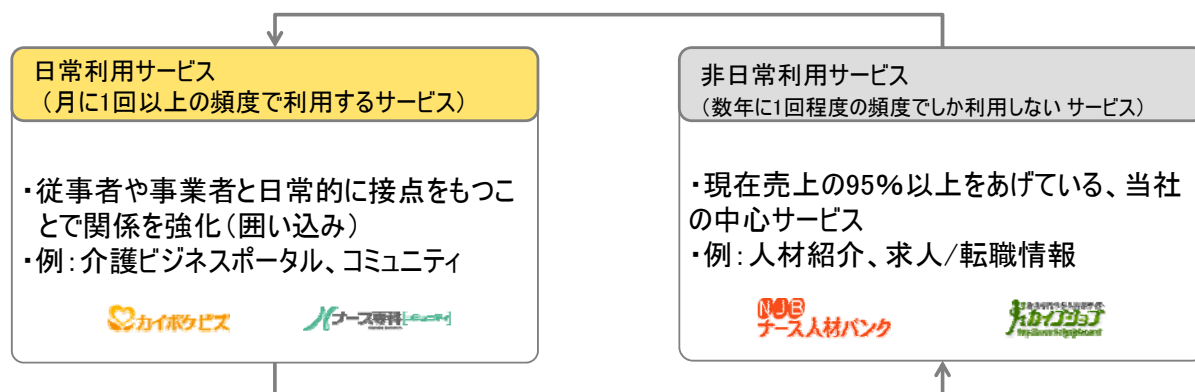 日常利用サービス
（月に1回以上の頻度で利用するサービス）
・従事者や事業者と日常的に接点をもつこ
とで関係を強化（囲い込み）
・例：介護ビジネスポータル、コミュニティ
カイポケビズ
ナース専科
非日常利用サービス
（数年に1回程度の頻度でしか利用しない サービス）
・現在売上の95%以上をあげている、当社
の中心サービス
・例：人材紹介、求人/転職情報
NJB
ナース人材バンク
カイゴジョブ